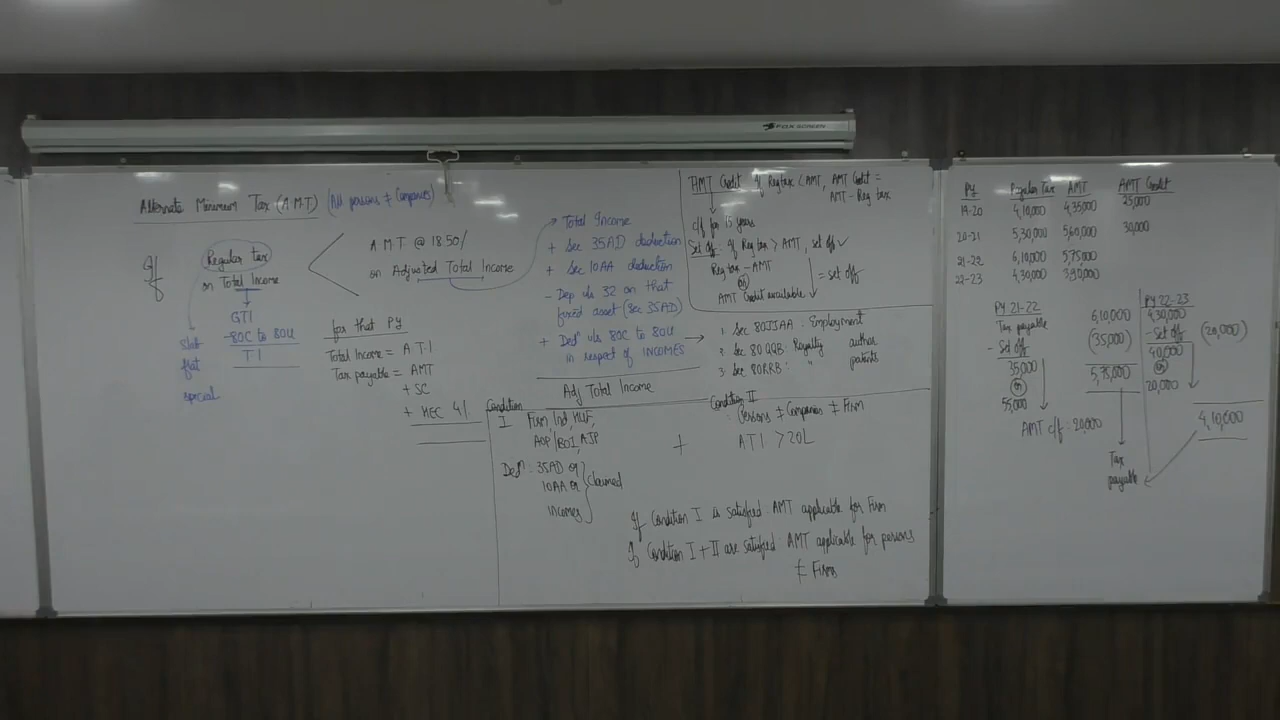 FOX SCREEN
Alternate Minimum Tax (A.M.T) (All persons ≠ Companies)
If Regular tax
on Total Income
GTI
-80C to 80U
T.I
slab
flat
special
A.M.T @ 18.50%
on Adjusted Total Income
for that PY
Total Income = A.T.I
Tax payable = AMT
+ SC
+ HEC 4%
Total Income
+ Sec 35AD deduction
+ Sec 10AA deduction
- Dep u/s 32 on that
fixed asset (Sec 35AD)
+ Dedn u/s 80C to 80U
in respect of INCOMES
Adj Total Income
1. Sec 80JJAA : Employment
2. Sec 80QQB : Royalty author
3. Sec 80RRB : " patents
AMT Credit If Reg tax < AMT, AMT Credit =
AMT - Reg tax
c/f for 15 years
Set off: If Reg tax > AMT, set off ✓
Reg tax - AMT
or
AMT Credit available
= set off
Condition
I Firm, Ind, HUF,
AOP/BOI, AJP
Dedn : 35AD or
10AA or
incomes
claimed
+
Condition II
Persons ≠ Companies ≠ Firm
ATI > 20L
If Condition I is satisfied: AMT applicable for Firm
If Condition I + II are satisfied: AMT applicable for persons
≠ Firms
PY Regular Tax AMT AMT Credit
19-20 4,10,000 4,35,000 25,000
20-21 5,30,000 5,60,000 30,000
21-22 6,10,000 5,75,000
22-23 4,30,000 3,90,000
PY 21-22
Tax payable 6,10,000
- Set off (35,000)
35,000
or
55,000
5,75,000
AMT c/f : 20,000
Tax
payable
PY 22-23
4,30,000
- Set off (20,000)
40,000
or
20,000
4,10,000